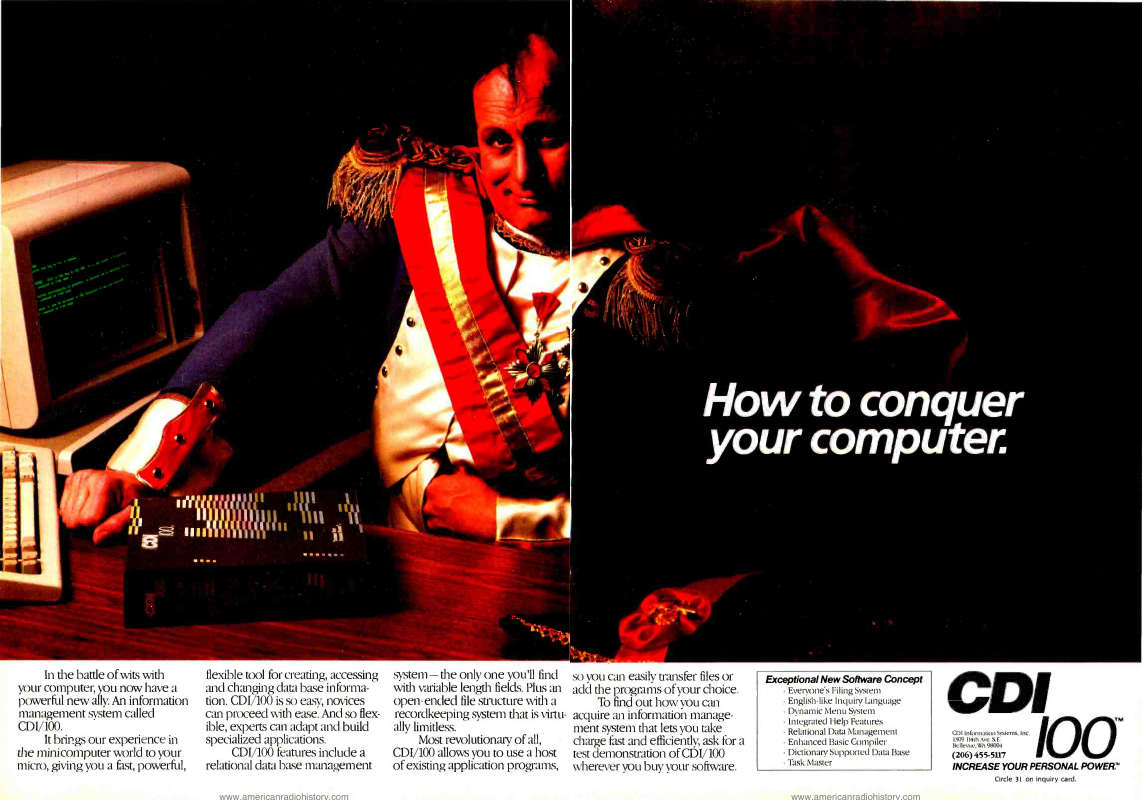 How to conquer
your computer.
CDI
100
In the battle of wits with
your computer, you now have a
powerful new ally. An information
management system called
CDI/100.
It brings our experience in
the minicomputer world to your
micro, giving you a fast, powerful,
flexible tool for creating, accessing
and changing data base informa-
tion. CDI/100 is so easy, novices
can proceed with ease. And so flex-
ible, experts can adapt and build
specialized applications.
CDI/100 features include a
relational data base management
system — the only one you'll find
with variable length fields. Plus an
open-ended file structure with a
recordkeeping system that is virtu-
ally limitless.
Most revolutionary of all,
CDI/100 allows you to use a host
of existing application programs,
so you can easily transfer files or
add the programs of your choice.
To find out how you can
acquire an information manage-
ment system that lets you take
charge fast and efficiently, ask for a
test demonstration of CDI/100
wherever you buy your software.
Exceptional New Software Concept
· Everyone's Filing System
· English-like Inquiry Language
· Dynamic Menu System
· Integrated Help Features
· Relational Data Management
· Enhanced Basic Compiler
· Dictionary Supported Data Base
· Task Master
CDI
100™
CDI Information Systems, Inc.
1309 114th Ave. S.E.
Bellevue, WA 98004
(206) 455-5117
INCREASE YOUR PERSONAL POWER.™
Circle 31 on inquiry card.
www.americanradiohistory.com
www.americanradiohistory.com